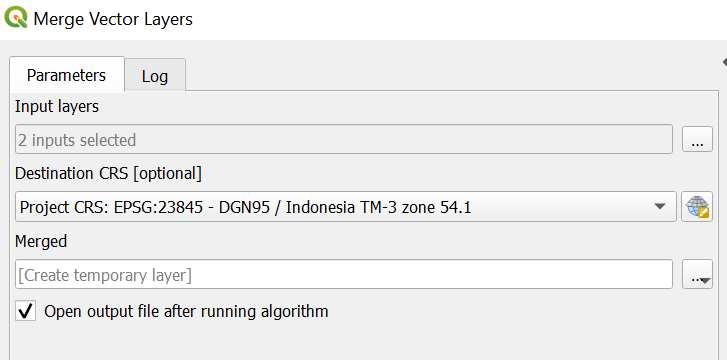 Merge Vector Layers
Parameters
Log
Input layers
2 inputs selected
...
Destination CRS [optional]
Project CRS: EPSG:23845 - DGN95 / Indonesia TM-3 zone 54.1
Merged
[Create temporary layer]
...
Open output file after running algorithm